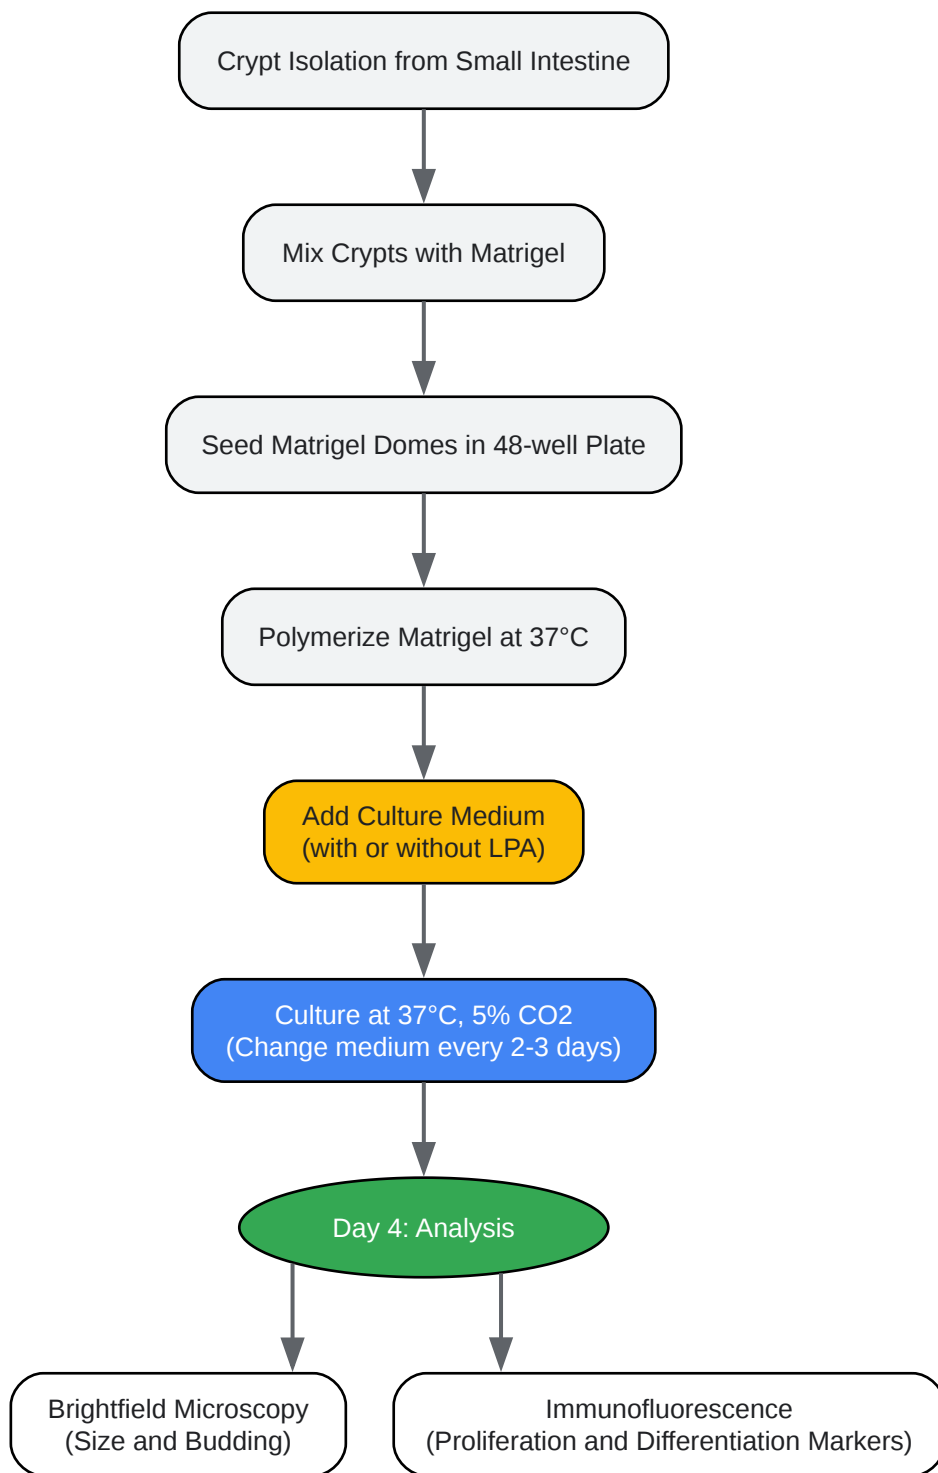 Crypt Isolation from Small Intestine
Mix Crypts with Matrigel
Seed Matrigel Domes in 48-well Plate
Polymerize Matrigel at 37°C
Add Culture Medium
(with or without LPA)
Culture at 37°C, 5% CO2
(Change medium every 2-3 days)
Day 4: Analysis
Brightfield Microscopy
(Size and Budding)
Immunofluorescence
(Proliferation and Differentiation Markers)